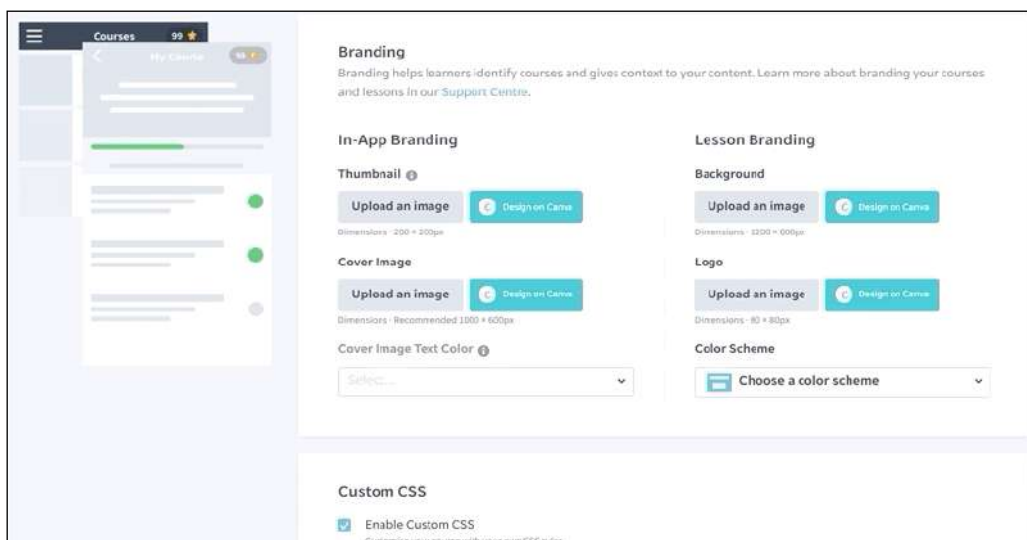 Courses 99
My Course
Branding
Branding helps learners identify courses and gives context to your content. Learn more about branding your courses
and lessons in our Support Centre.
In-App Branding
Thumbnail
Upload an image Design on Canva
Dimensions · 200 × 200px
Cover Image
Upload an image Design on Canva
Dimensions · Recommended 1000 × 600px
Cover Image Text Color
Select...
Lesson Branding
Background
Upload an image Design on Canva
Dimensions · 1200 × 600px
Logo
Upload an image Design on Canva
Dimensions · 80 × 80px
Color Scheme
Choose a color scheme
Custom CSS
Enable Custom CSS